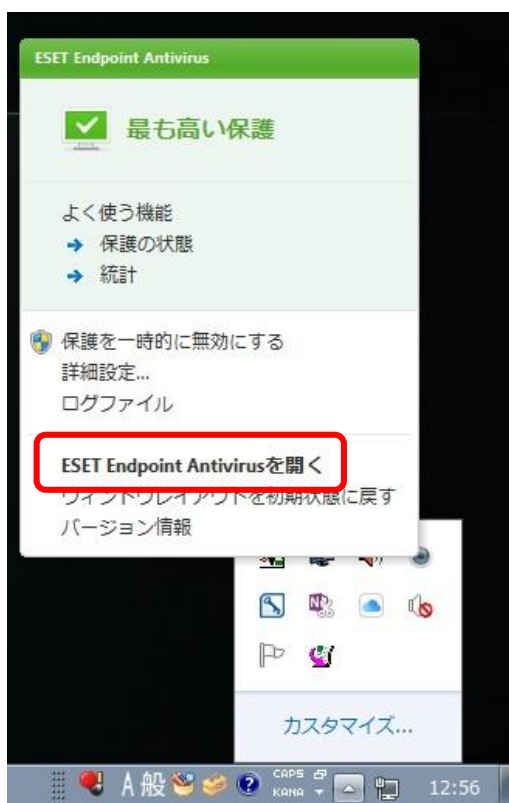 ESET Endpoint Antivirus
最も高い保護
よく使う機能
保護の状態
統計
保護を一時的に無効にする
詳細設定...
ログファイル
ESET Endpoint Antivirusを開く
ウィンドウレイアウトを初期状態に戻す
バージョン情報
カスタマイズ...
A 般
CAPS
KANA
12:56